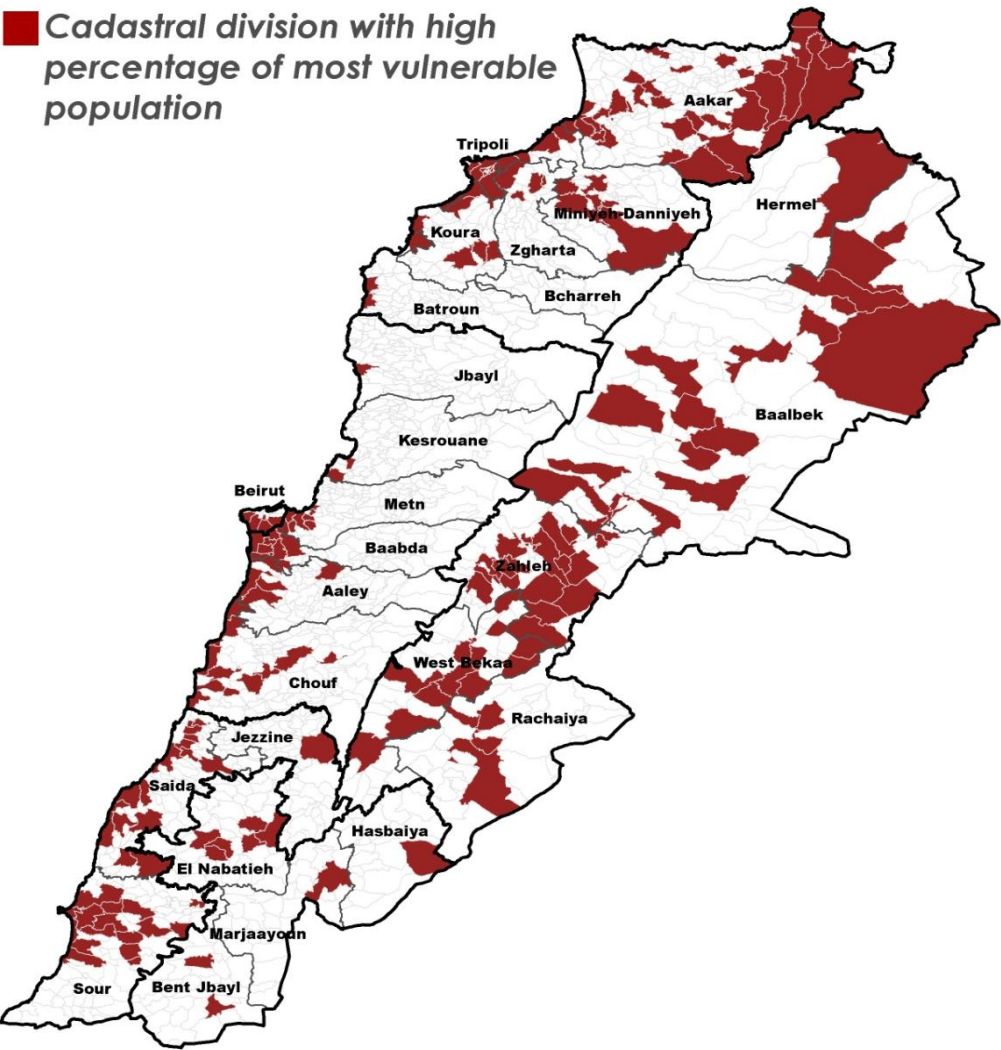 Cadastral division with high
percentage of most vulnerable
population
Aakar
Tripoli
Hermel
Miniyeh-Danniyeh
Koura
Zgharta
Bcharreh
Batroun
Jbayl
Baalbek
Kesrouane
Beirut
Metn
Baabda
Zahleh
Aaley
West Bekaa
Chouf
Rachaiya
Jezzine
Saida
Hasbaiya
El Nabatieh
Marjaayoun
Sour
Bent Jbayl